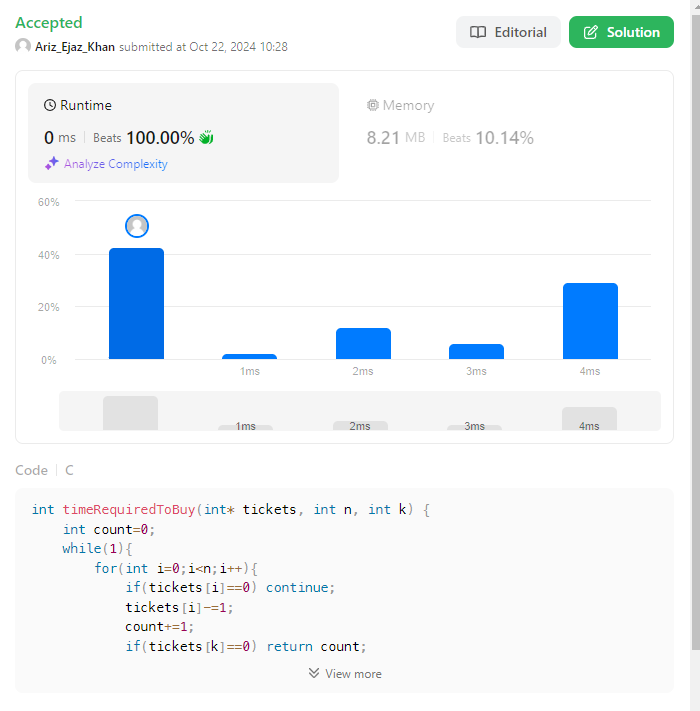 Accepted
Editorial
Solution
Ariz_Ejaz_Khan submitted at Oct 22, 2024 10:28
Runtime
Memory
0 ms | Beats 100.00%
8.21 MB | Beats 10.14%
Analyze Complexity
60%
40%
20%
0%
1ms 2ms 3ms 4ms
1ms 2ms 3ms 4ms
Code | C
int timeRequiredToBuy(int* tickets, int n, int k) {
    int count=0;
    while(1){
        for(int i=0;i<n;i++){
            if(tickets[i]==0) continue;
            tickets[i]-=1;
            count+=1;
            if(tickets[k]==0) return count;
View more